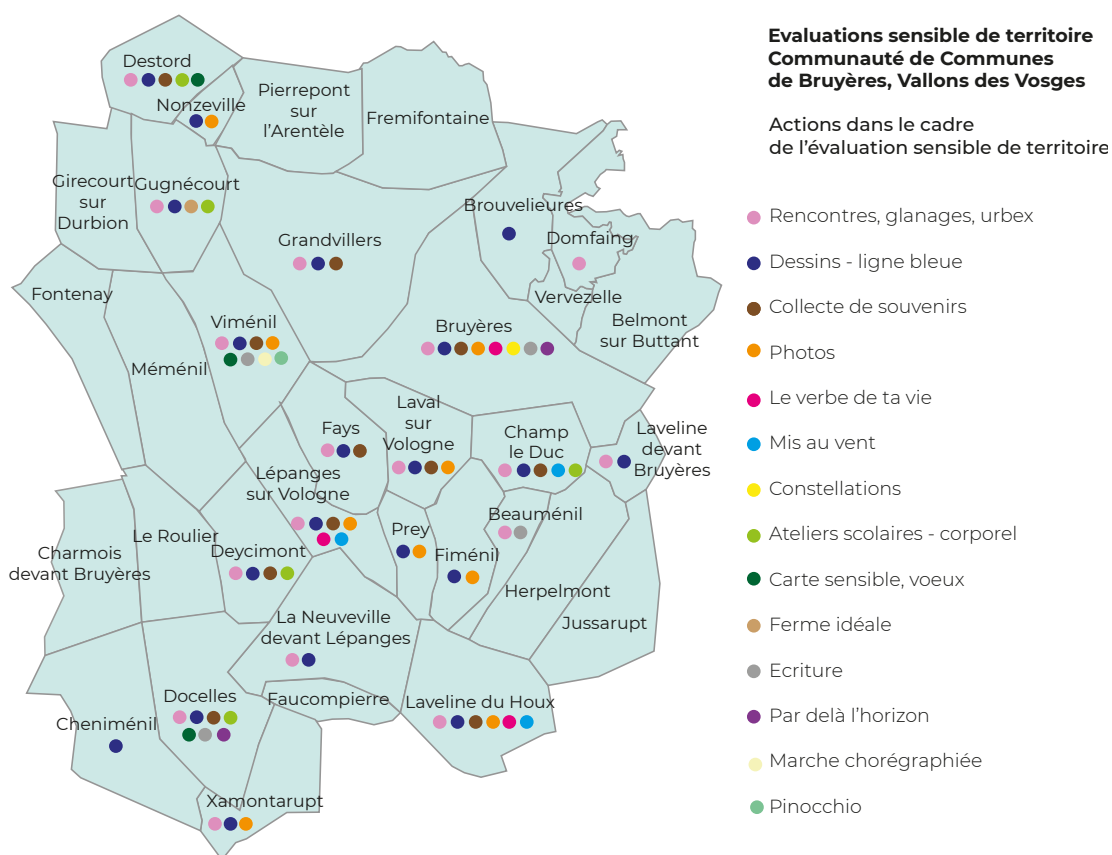 Evaluations sensible de territoire
Communauté de Communes
de Bruyères, Vallons des Vosges
Actions dans le cadre
de l'évaluation sensible de territoire
Rencontres, glanages, urbex
Dessins - ligne bleue
Collecte de souvenirs
Photos
Le verbe de ta vie
Mis au vent
Constellations
Ateliers scolaires - corporel
Carte sensible, voeux
Ferme idéale
Ecriture
Par delà l'horizon
Marche chorégraphiée
Pinocchio
Destord
Nonzeville
Pierrepont
sur
l'Arentèle
Fremifontaine
Girecourt
sur
Durbion
Gugnécourt
Grandvillers
Brouvelieures
Domfaing
Fontenay
Vervezelle
Belmont
sur Buttant
Viménil
Bruyères
Méménil
Fays
Laval
sur
Vologne
Champ
le Duc
Laveline
devant
Bruyères
Lépanges
sur Vologne
Beauménil
Le Roulier
Prey
Charmois
devant Bruyères
Deycimont
Fiménil
Herpelmont
Jussarupt
La Neuveville
devant Lépanges
Docelles
Faucompierre
Laveline du Houx
Cheniménil
Xamontarupt